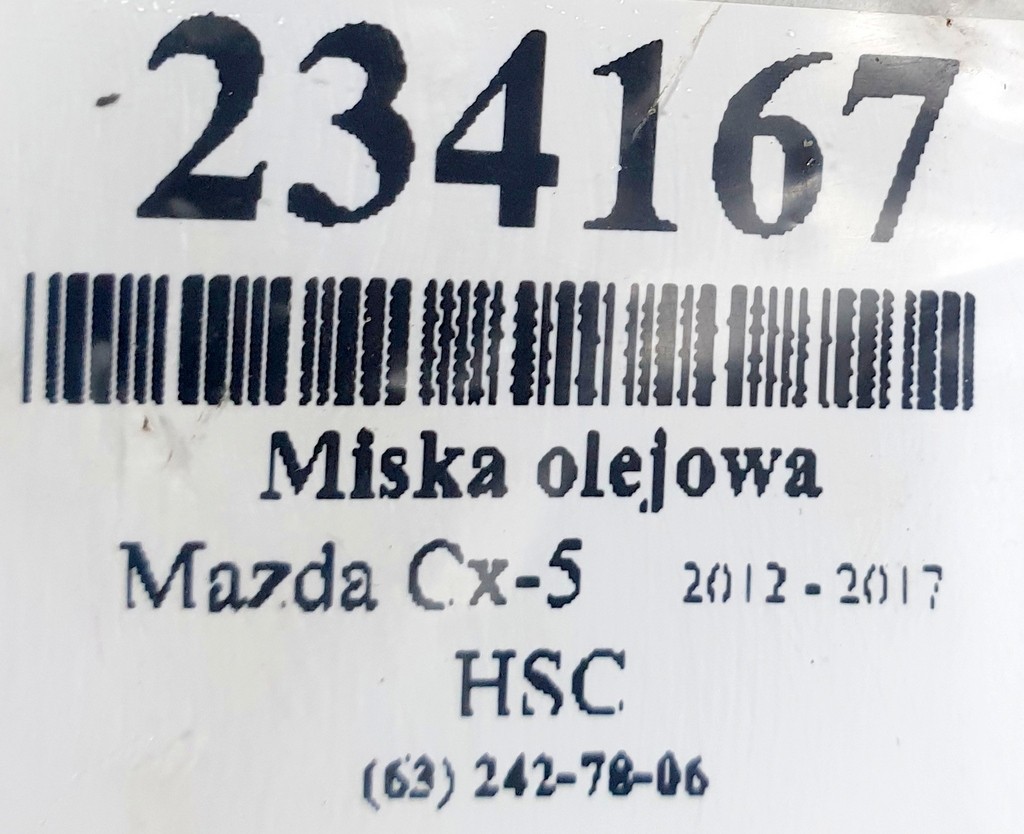 234167
Miska olejowa
Mazda Cx-5 2012 - 2017
HSC
(63) 242-78-06